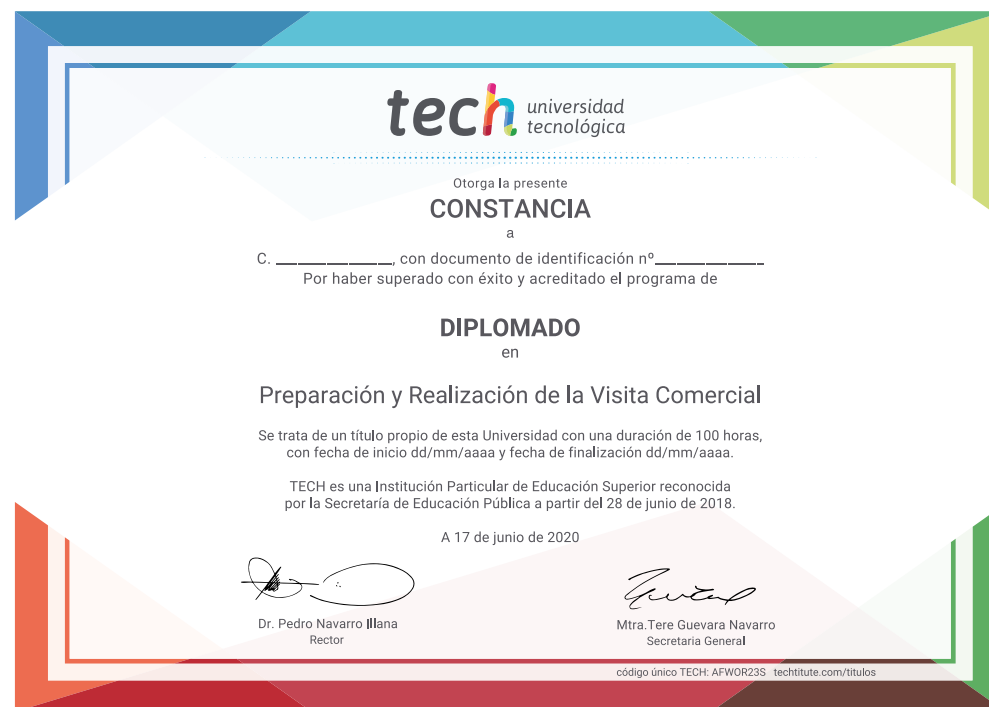 tech universidad
tecnológica
Otorga la presente
CONSTANCIA
a
C. ______________, con documento de identificación nº_____________
Por haber superado con éxito y acreditado el programa de
DIPLOMADO
en
Preparación y Realización de la Visita Comercial
Se trata de un título propio de esta Universidad con una duración de 100 horas,
con fecha de inicio dd/mm/aaaa y fecha de finalización dd/mm/aaaa.
TECH es una Institución Particular de Educación Superior reconocida
por la Secretaría de Educación Pública a partir del 28 de junio de 2018.
A 17 de junio de 2020
Dr. Pedro Navarro Illana
Rector
Mtra.Tere Guevara Navarro
Secretaria General
código único TECH: AFWOR23S techtitute.com/titulos